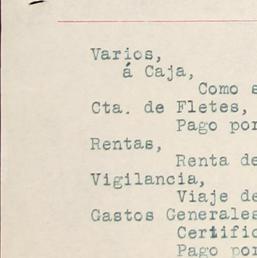 Varios,
á Caja,
Como
Cta. de Fletes,
Pago por
Rentas,
Renta de
Vigilancia,
Viaje de
Gastos Generales
Certific
Pago por